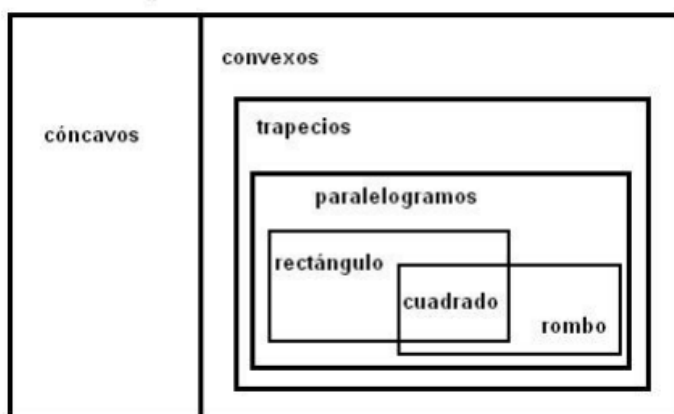 convexos
cóncavos
trapecios
paralelogramos
rectángulo
cuadrado
rombo